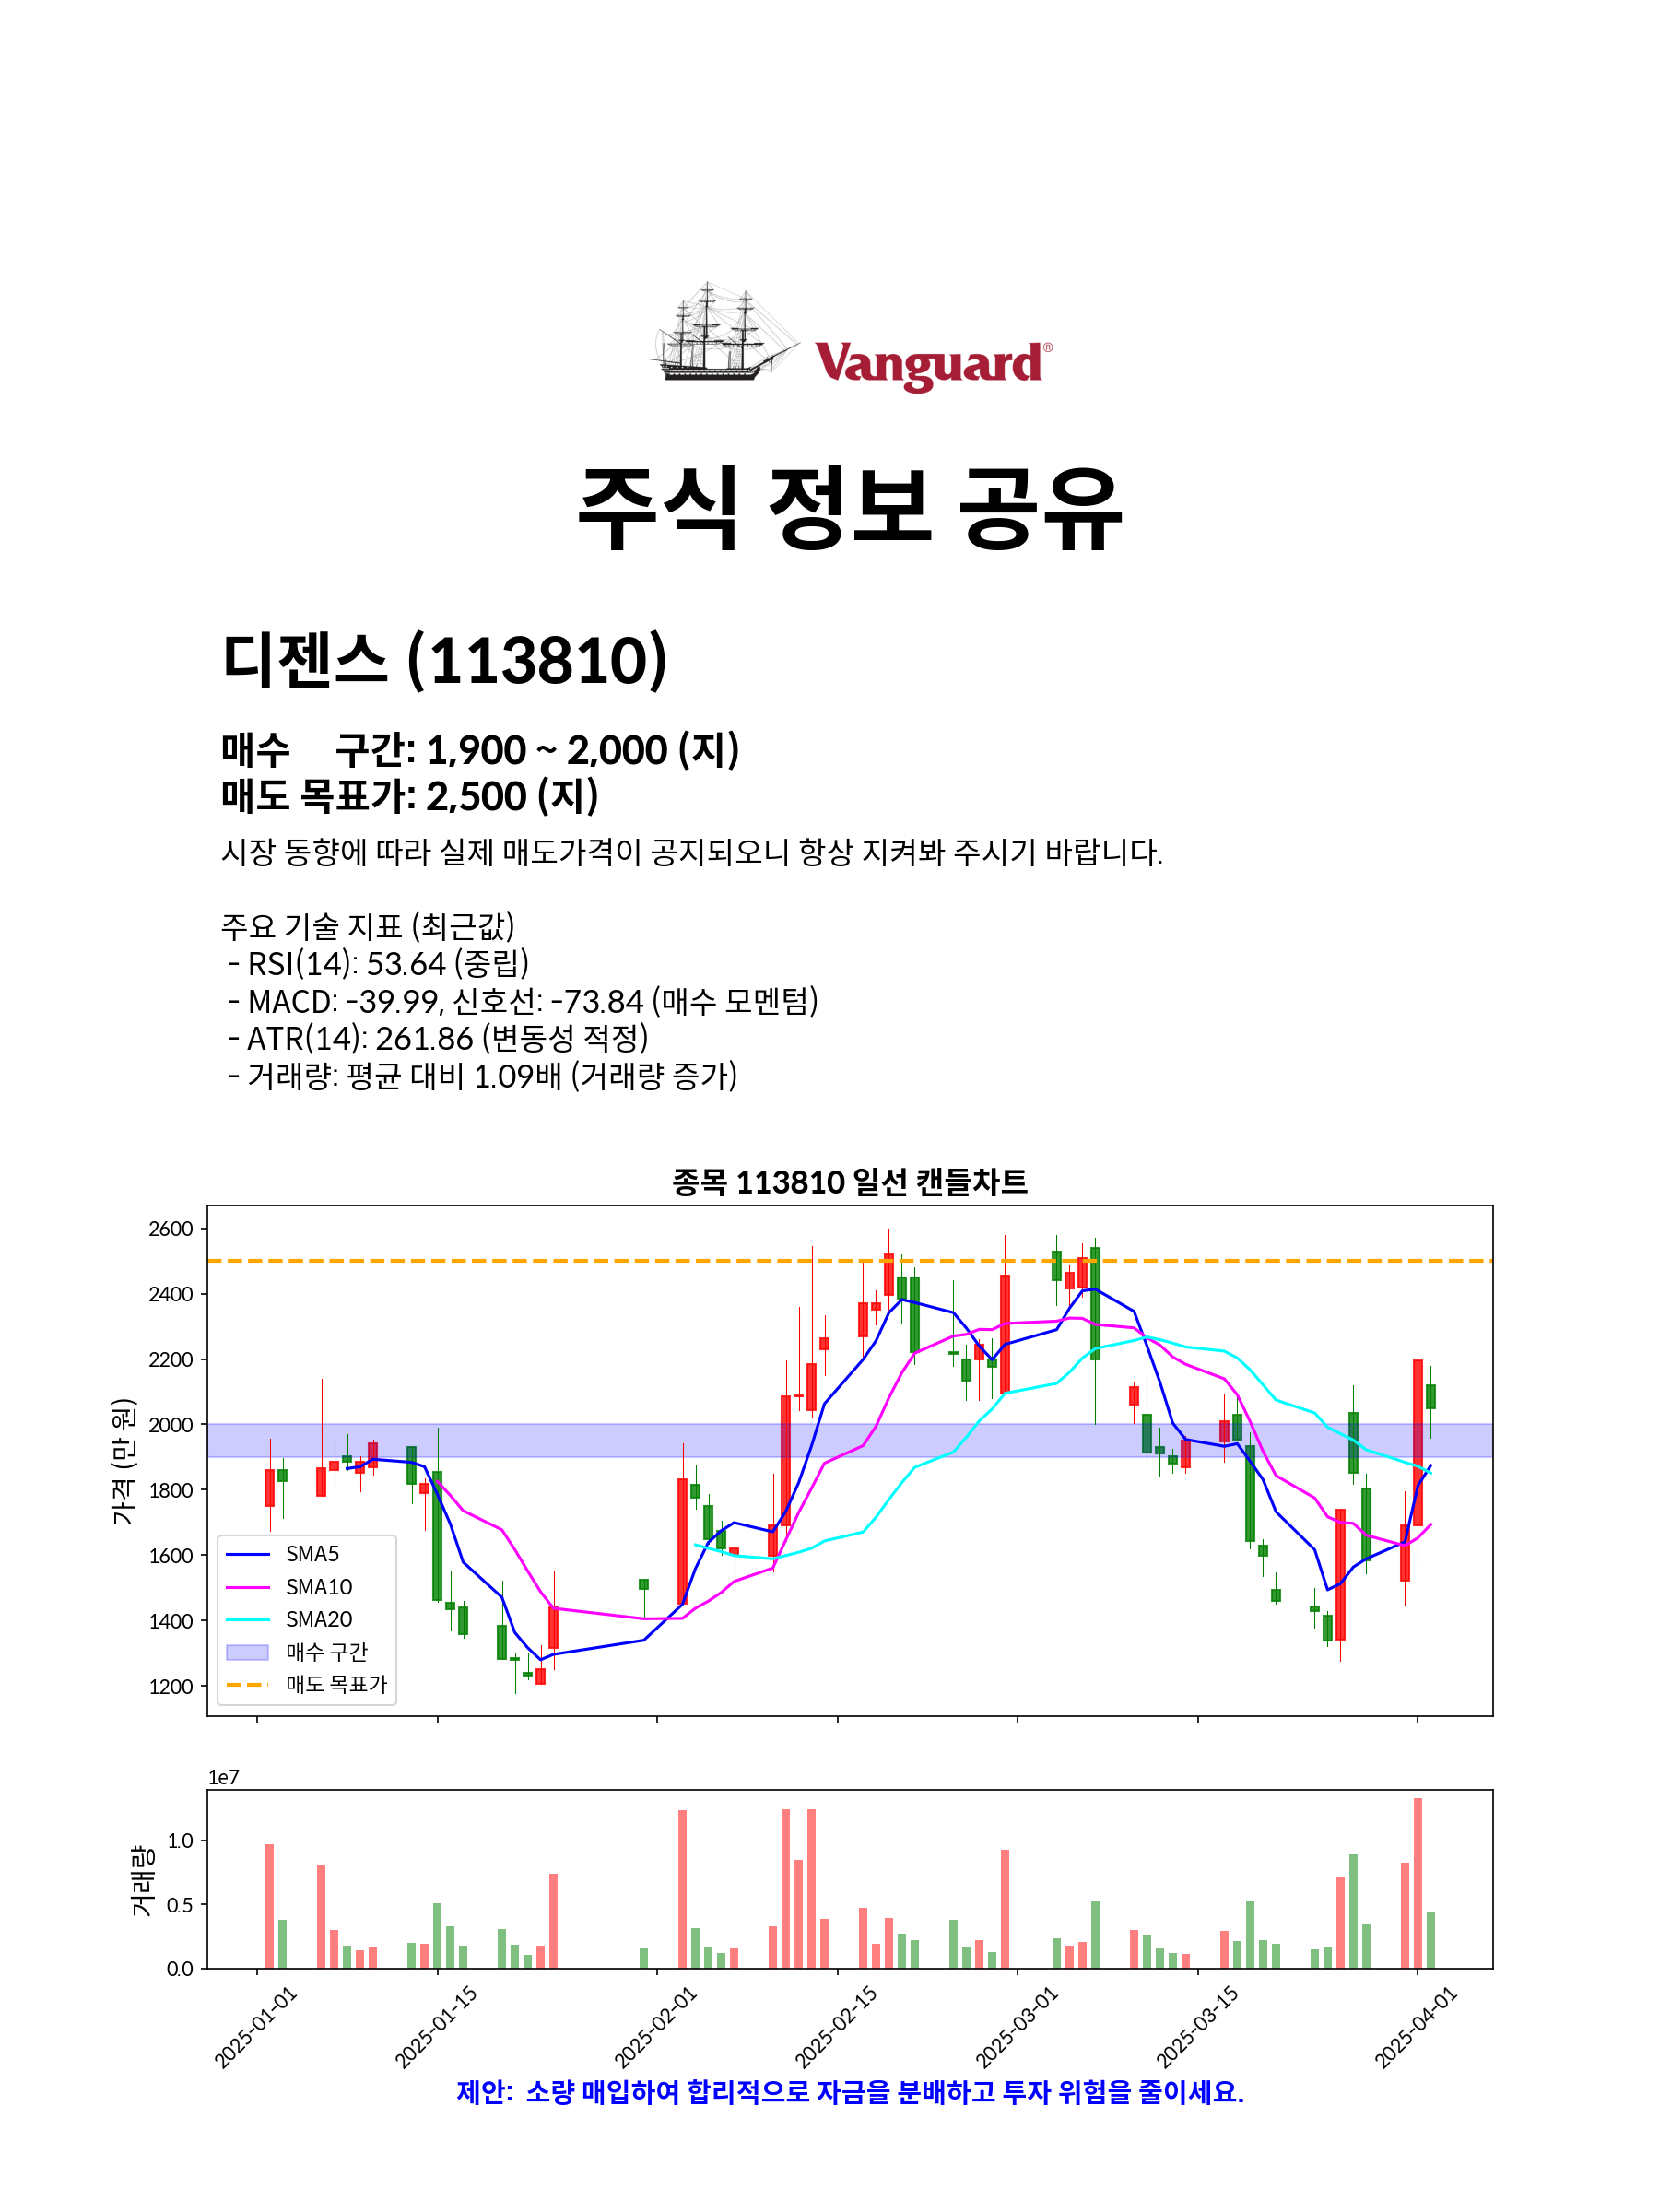 Vanguard®
주식 정보 공유
디젠스 (113810)
매수 구간: 1,900 ~ 2,000 (지)
매도 목표가: 2,500 (지)
시장 동향에 따라 실제 매도가격이 공지되오니 항상 지켜봐 주시기 바랍니다.
주요 기술 지표 (최근값)
- RSI(14): 53.64 (중립)
- MACD: -39.99, 신호선: -73.84 (매수 모멘텀)
- ATR(14): 261.86 (변동성 적정)
- 거래량: 평균 대비 1.09배 (거래량 증가)
종목 113810 일선 캔들차트
가격 (만 원)
2600
2400
2200
2000
1800
1600
1400
1200
SMA5
SMA10
SMA20
매수 구간
매도 목표가
1e7
거래량
1.0
0.5
0.0
2025-01-01
2025-01-15
2025-02-01
2025-02-15
2025-03-01
2025-03-15
2025-04-01
제안: 소량 매입하여 합리적으로 자금을 분배하고 투자 위험을 줄이세요.